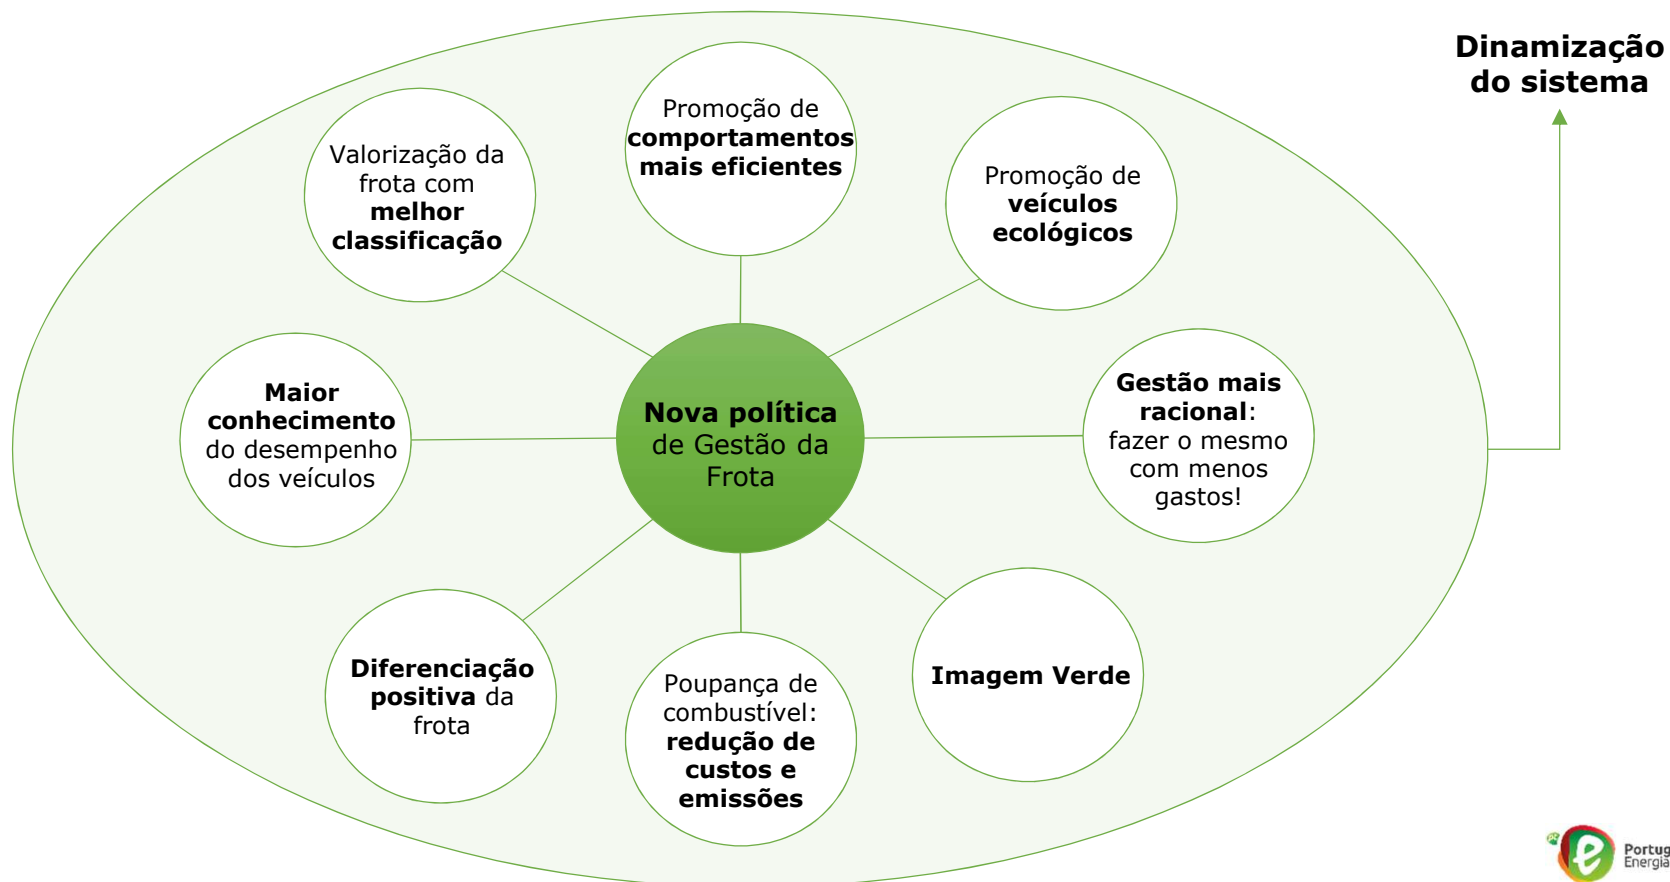 Dinamização
do sistema
Promoção de
comportamentos
mais eficientes
Valorização da
frota com
melhor
classificação
Promoção de
veículos
ecológicos
Maior
conhecimento
do desempenho
dos veículos
Nova política
de Gestão da
Frota
Gestão mais
racional:
fazer o mesmo
com menos
gastos!
Diferenciação
positiva da
frota
Poupança de
combustível:
redução de
custos e
emissões
Imagem Verde
e
Portug
Energia